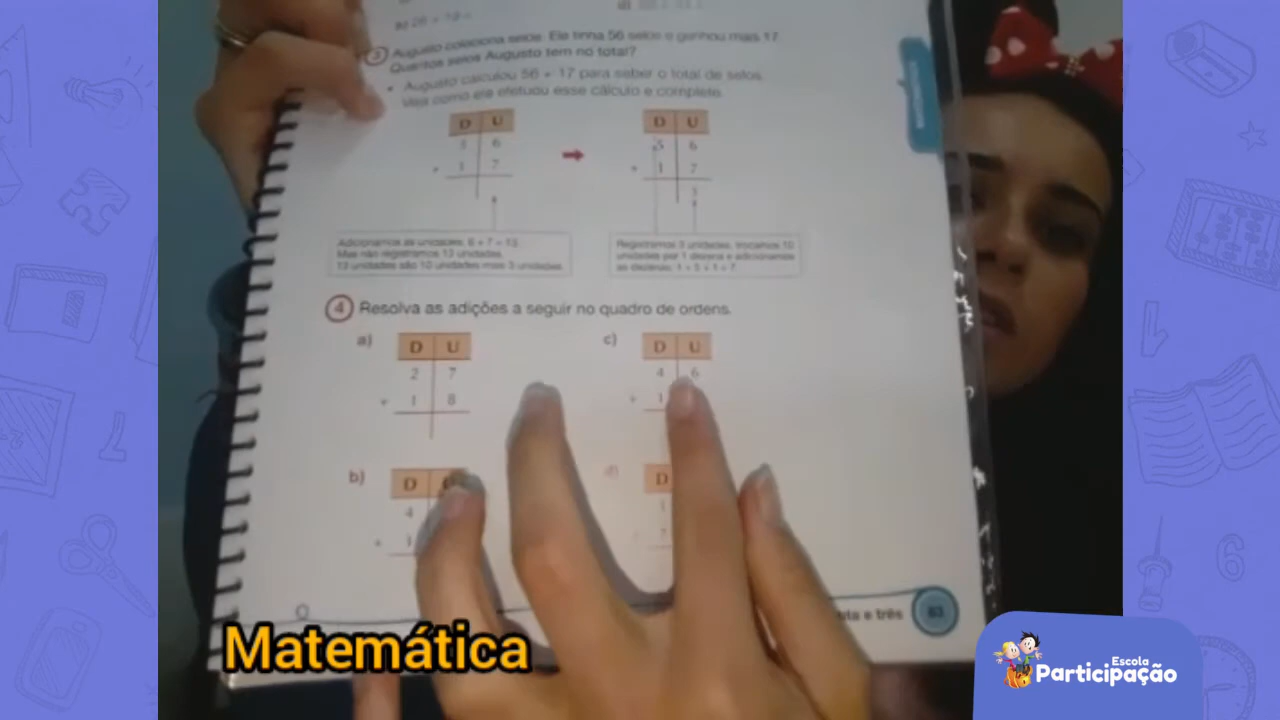 3 Augusto coleciona selos. Ele tinha 56 selos e ganhou mais 17.
Quantos selos Augusto tem no total?
• Augusto calculou 56 + 17 para saber o total de selos.
Veja como ele efetuou esse cálculo e complete.
D U
5 6
+ 1 7
D U
5 6
+ 1 7
3
Adicionamos as unidades: 6 + 7 = 13.
Mas não registramos 13 unidades.
13 unidades são 10 unidades mais 3 unidades.
Registramos 3 unidades, trocamos 10
unidades por 1 dezena e adicionamos
as dezenas: 1 + 5 + 1 = 7
4 Resolva as adições a seguir no quadro de ordens.
a)
D U
2 7
+ 1 8
c)
D U
4 6
+ 1
b)
D
4
+ 1
d)
D
1
7
e três 63
Matemática
Escola
Participação